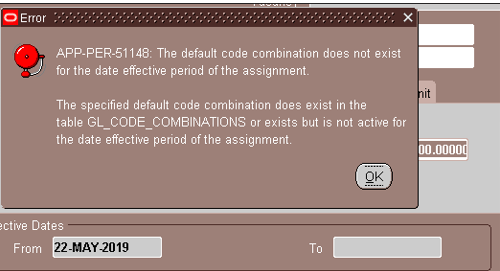 Error
APP-PER-51148: The default code combination does not exist
for the date effective period of the assignment.
The specified default code combination does exist in the
table GL_CODE_COMBINATIONS or exists but is not active for
the date effective period of the assignment.
OK
nit
00.00000
ective Dates
From 22-MAY-2019 To